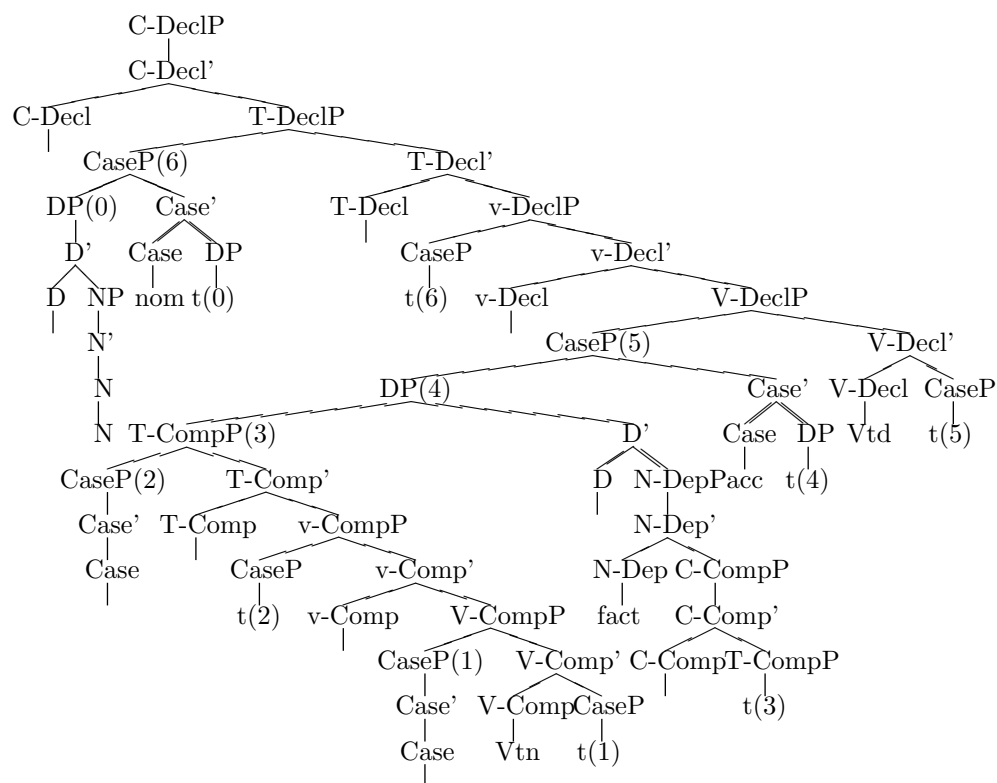 C-DeclP
C-Decl'
C-Decl T-DeclP
CaseP(6) T-Decl'
DP(0) Case' T-Decl v-DeclP
D' Case DP CaseP v-Decl'
D NP nom t(0) t(6) v-Decl V-DeclP
N' CaseP(5) V-Decl'
N DP(4) Case' V-Decl CaseP
N T-CompP(3) D' Case DP Vtd t(5)
CaseP(2) T-Comp' D N-DepP acc t(4)
Case' T-Comp v-CompP N-Dep'
Case CaseP v-Comp' N-Dep C-CompP
t(2) v-Comp V-CompP fact C-Comp'
CaseP(1) V-Comp' C-Comp T-CompP
Case' V-Comp CaseP t(3)
Case Vtn t(1)